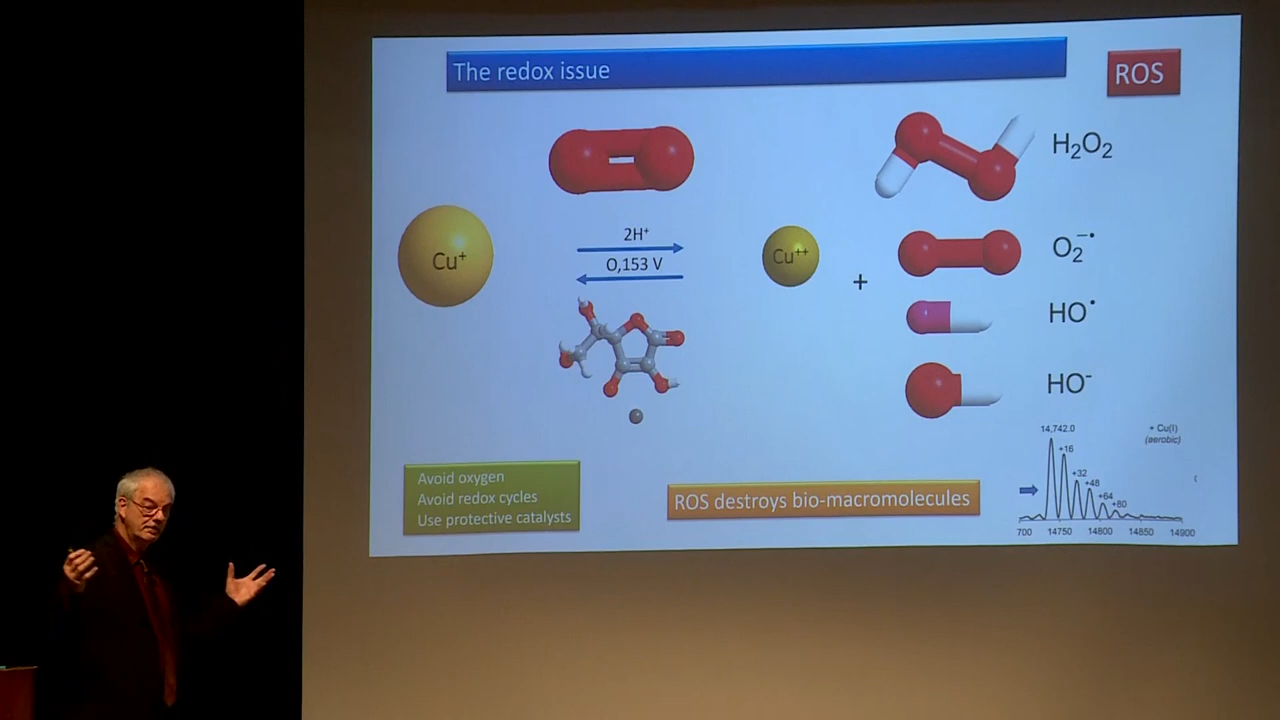 The redox issue
ROS
H₂O₂
2H⁺
O,153 V
Cu⁺
Cu⁺⁺
+
O₂⁻•
HO•
HO⁻
14,742.0
+ Cu(I)
(aerobic)
+16
+32
+48
+64
+80
700 14750 14800 14850 14900
Avoid oxygen
Avoid redox cycles
Use protective catalysts
ROS destroys bio-macromolecules